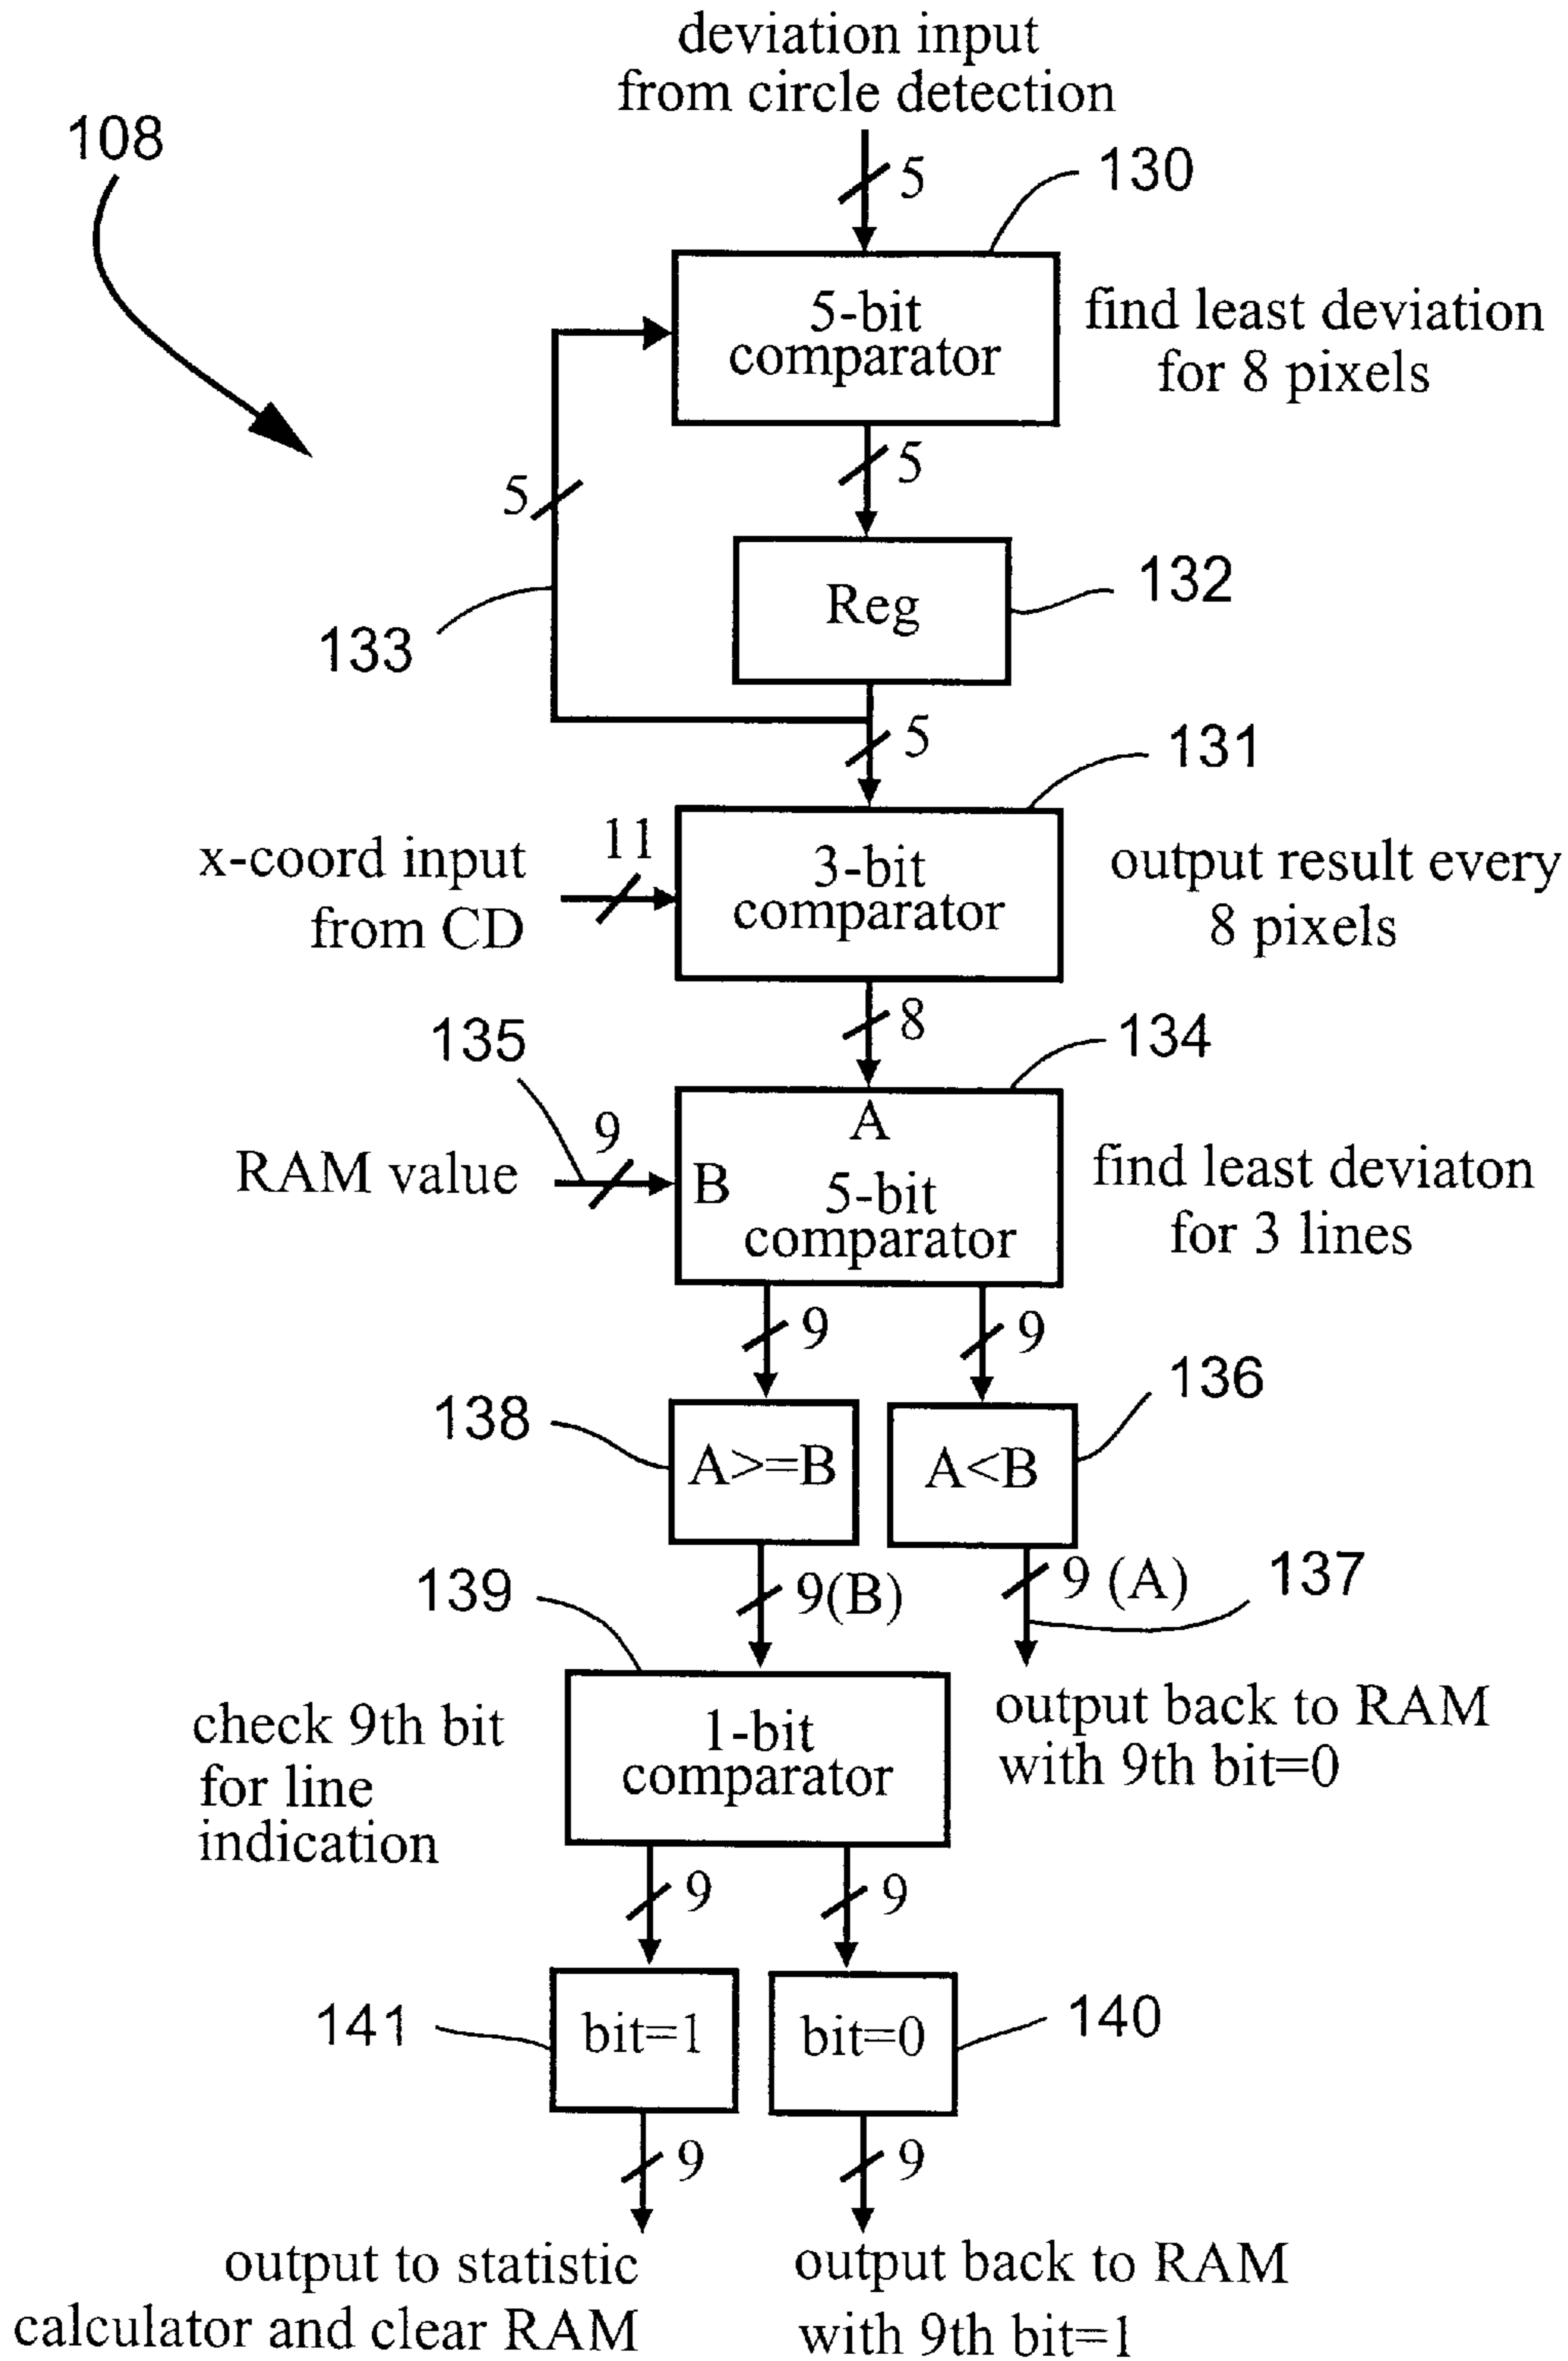 deviation input
from circle detection
108
5
130
5-bit
comparator
find least deviation
for 8 pixels
5
5
Reg
132
133
5
131
x-coord input
from CD
11
3-bit
comparator
output result every
8 pixels
8
135
134
RAM value
9
A
B
5-bit
comparator
find least deviaton
for 3 lines
9
9
138
136
A>=B
A<B
139
9(B)
9 (A)
137
check 9th bit
for line
indication
1-bit
comparator
output back to RAM
with 9th bit=0
9
9
141
bit=1
bit=0
140
9
9
output to statistic
calculator and clear RAM
output back to RAM
with 9th bit=1